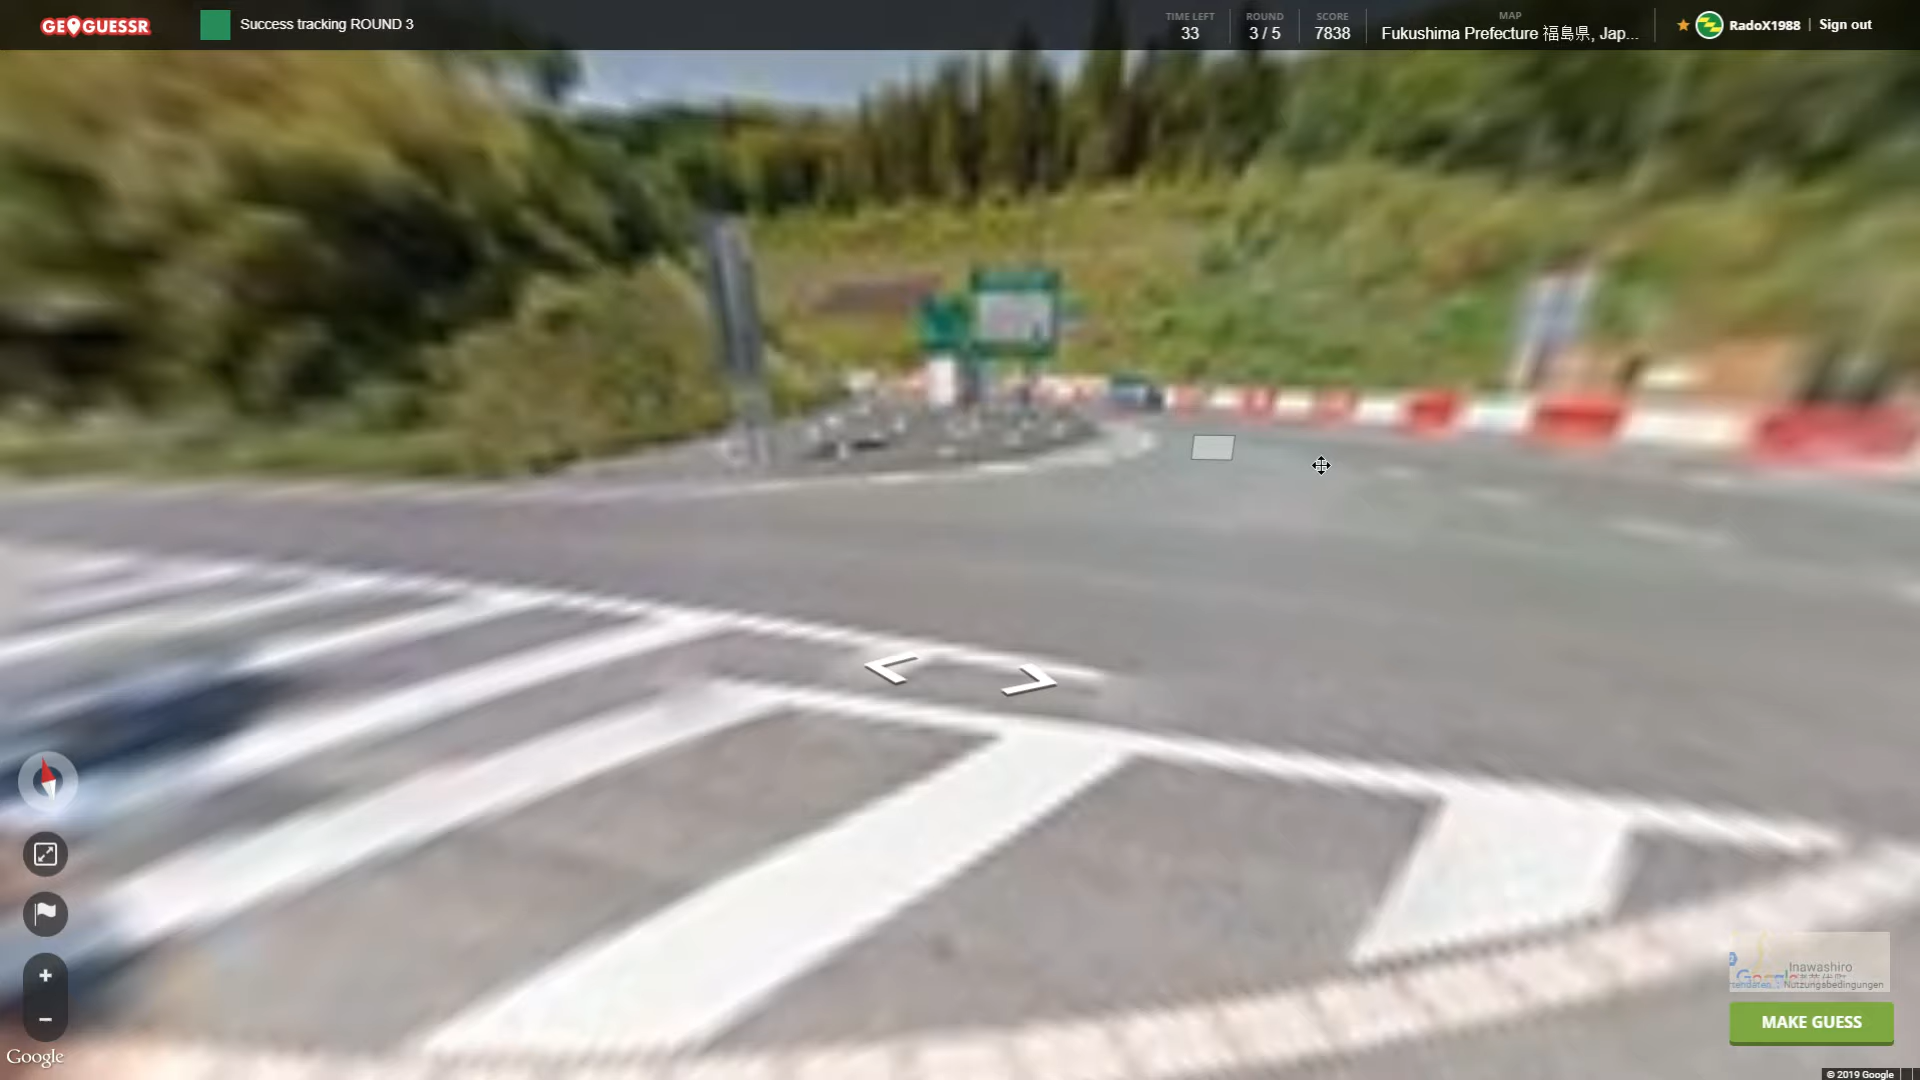 GEOGUESSR
Success tracking ROUND 3
TIME LEFT
33
ROUND
3 / 5
SCORE
7838
MAP
Fukushima Prefecture 福島県, Jap...
RadoX1988 | Sign out
Inawashiro
Google
Nutzungsbedingungen
MAKE GUESS
Google
© 2019 Google